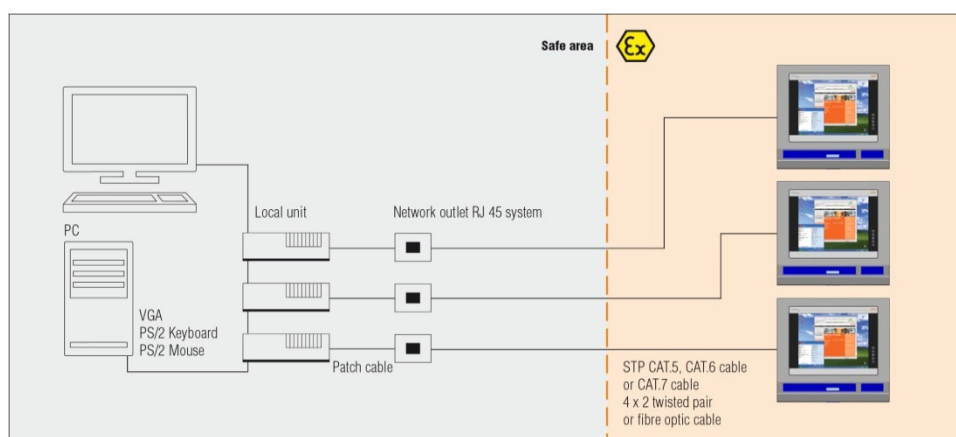 Safe area
Ex
Local unit
Network outlet RJ 45 system
PC
VGA
PS/2 Keyboard
PS/2 Mouse
Patch cable
STP CAT.5, CAT.6 cable
or CAT.7 cable
4 x 2 twisted pair
or fibre optic cable